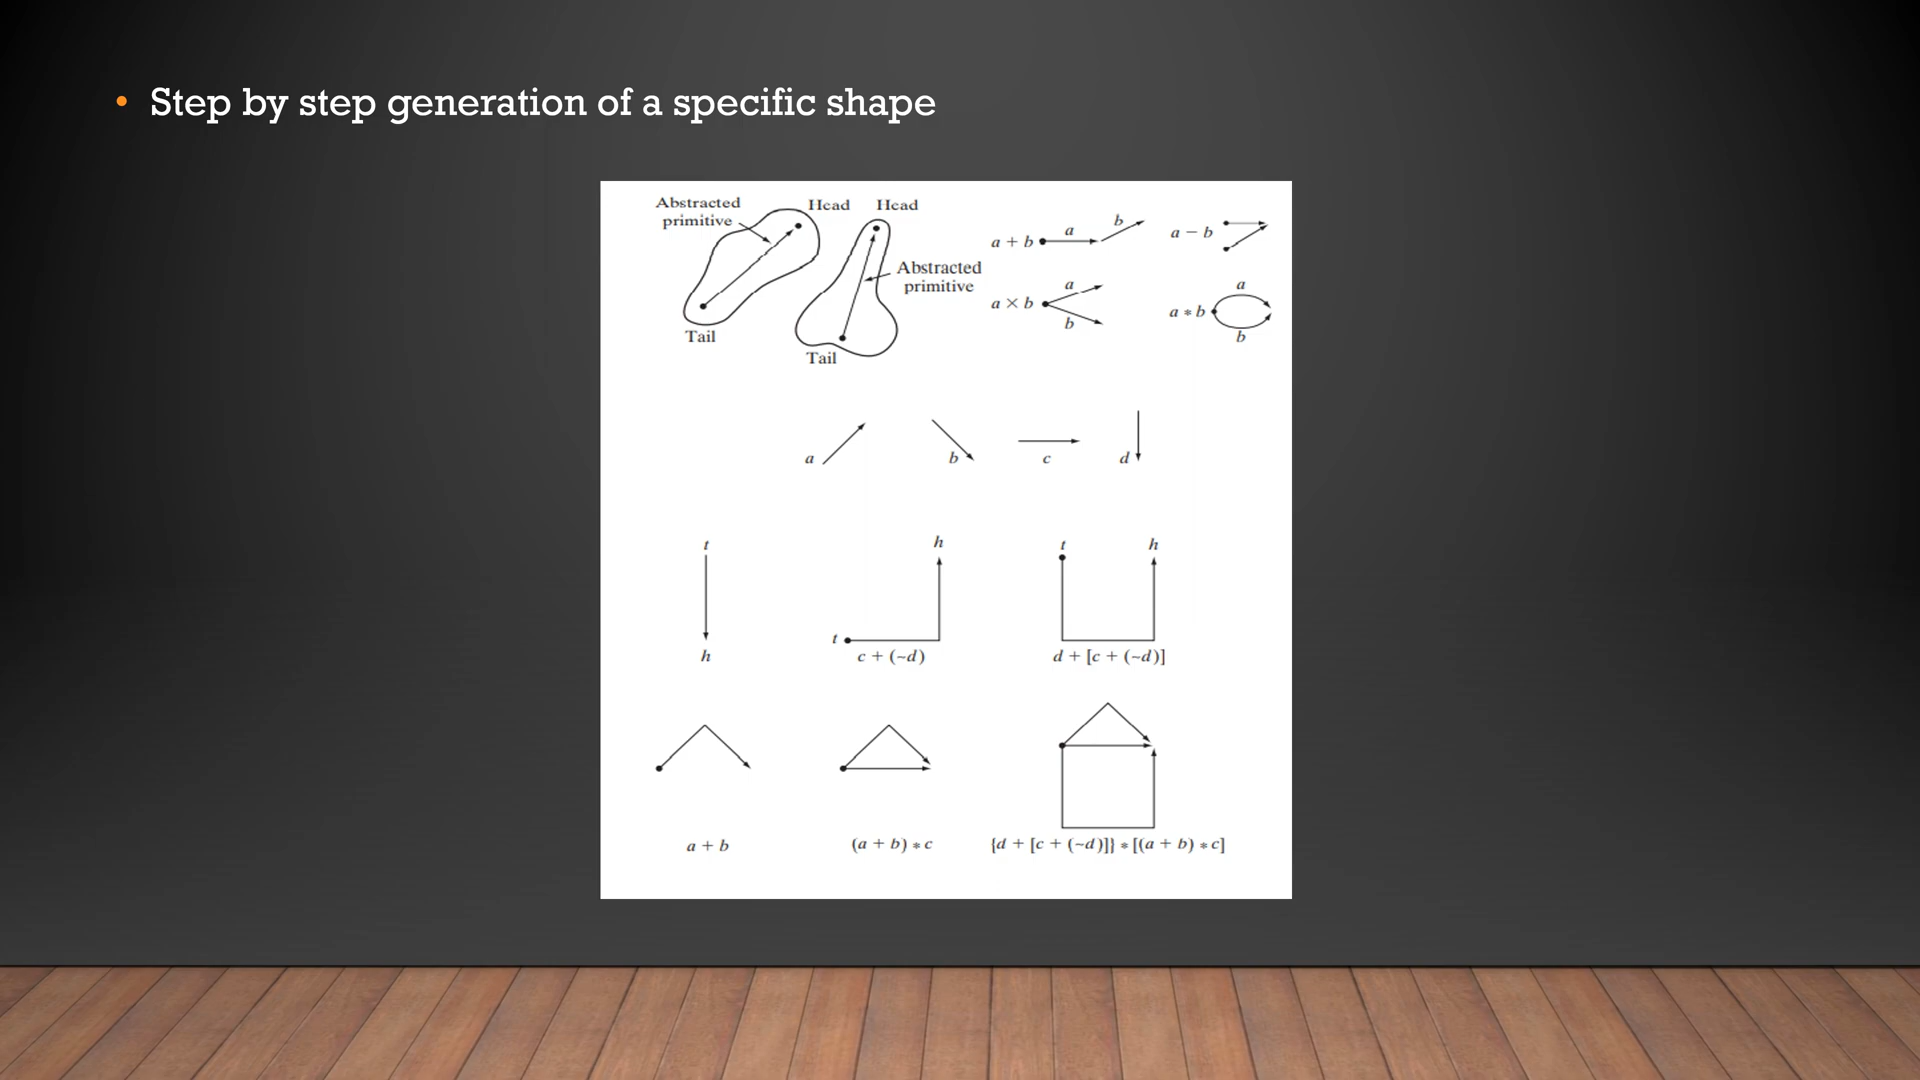 • Step by step generation of a specific shape
Abstracted
primitive
Head
Head
Abstracted
primitive
Tail
Tail
a + b
a
b
a − b
a × b
a
b
a * b
a
b
a
b
c
d
t
h
t
h
c + (~d)
t
h
d + [c + (~d)]
a + b
(a + b) * c
{d + [c + (~d)]} * [(a + b) * c]